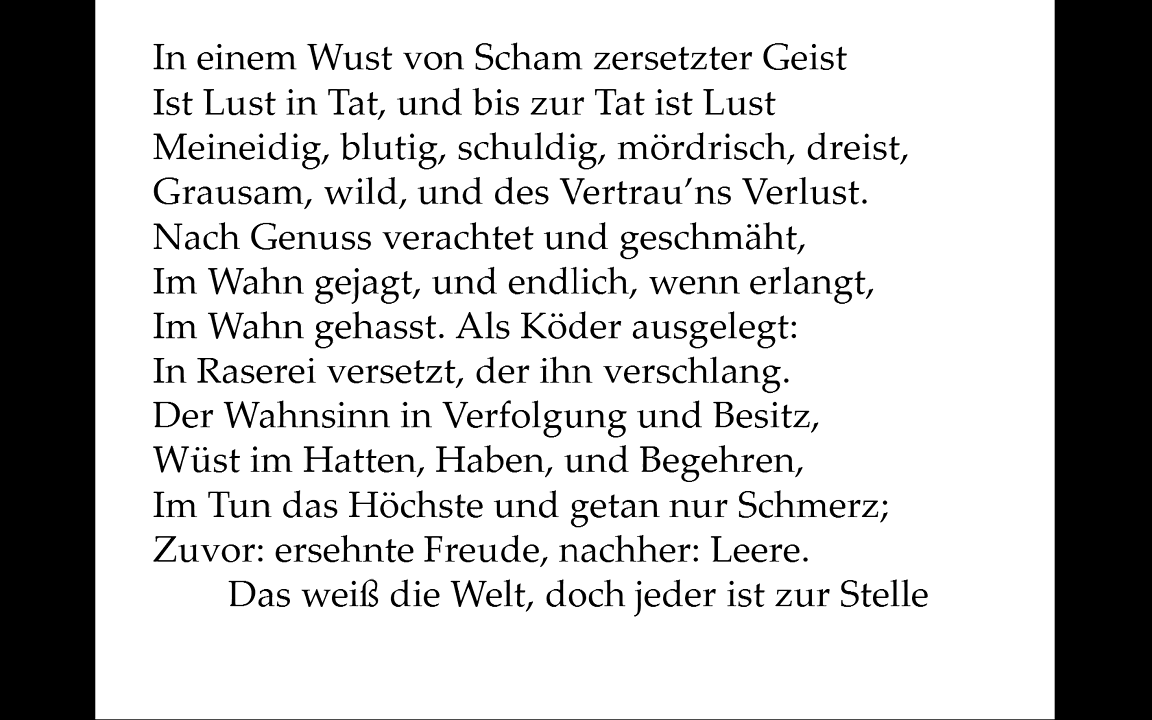 In einem Wust von Scham zersetzter Geist
Ist Lust in Tat, und bis zur Tat ist Lust
Meineidig, blutig, schuldig, mördrisch, dreist,
Grausam, wild, und des Vertrau’ns Verlust.
Nach Genuss verachtet und geschmäht,
Im Wahn gejagt, und endlich, wenn erlangt,
Im Wahn gehasst. Als Köder ausgelegt:
In Raserei versetzt, der ihn verschlang.
Der Wahnsinn in Verfolgung und Besitz,
Wüst im Hatten, Haben, und Begehren,
Im Tun das Höchste und getan nur Schmerz;
Zuvor: ersehnte Freude, nachher: Leere.
Das weiß die Welt, doch jeder ist zur Stelle